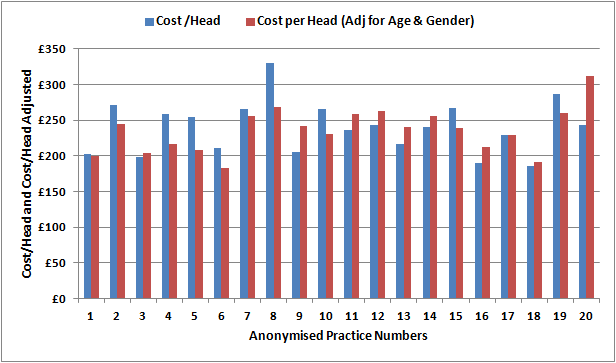 Cost /Head Cost per Head (Adj for Age & Gender)
Cost/Head and Cost/Head Adjusted
£350
£300
£250
£200
£150
£100
£50
£0
1 2 3 4 5 6 7 8 9 10 11 12 13 14 15 16 17 18 19 20
Anonymised Practice Numbers